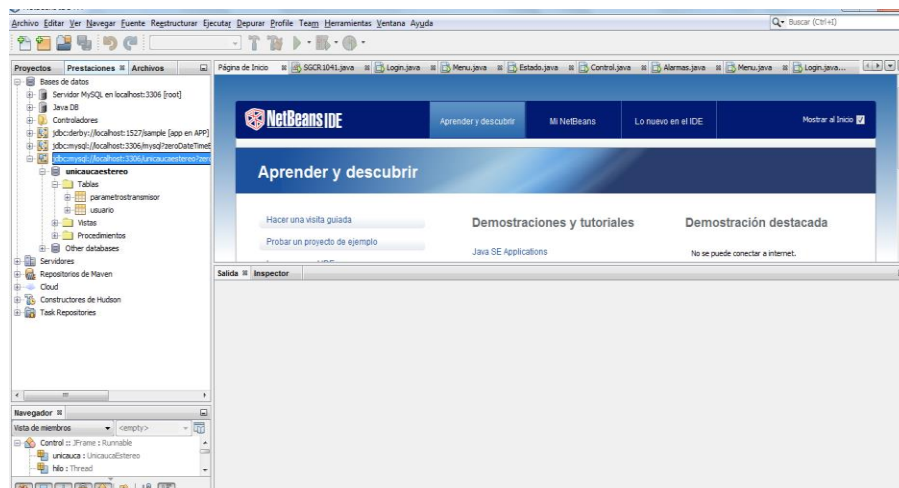 Archivo Editar Ver Navegar Fuente Reestructurar Ejecutar Depurar Profile Team Herramientas Ventana Ayuda
Buscar (Ctrl+I)
Proyectos Prestaciones Archivos
Página de Inicio SGCR1041.java Login.java Menu.java Estado.java Control.java Alarmas.java Menu.java Login.java...
Bases de datos
Servidor MySQL en localhost:3306 [root]
Java DB
Controladores
jdbc:derby://localhost:1527/sample [app en APP]
jdbc:mysql://localhost:3306/mysql?zeroDateTimeB
jdbc:mysql://localhost:3306/unicaucaestereo?zero
unicaucaestereo
Tablas
parametrostransmisor
usuario
Vistas
Procedimientos
Other databases
Servidores
Repositorios de Maven
Cloud
Constructores de Hudson
Task Repositories
NetBeans IDE
Aprender y descubrir
Mi NetBeans
Lo nuevo en el IDE
Mostrar al Inicio
Aprender y descubrir
Hacer una visita guiada
Probar un proyecto de ejemplo
Demostraciones y tutoriales
Java SE Applications
Demostración destacada
No se puede conectar a internet.
Salida Inspector
Navegador
Vista de miembros <empty>
Control :: JFrame : Runnable
unicauca : UnicaucaEstereo
hilo : Thread